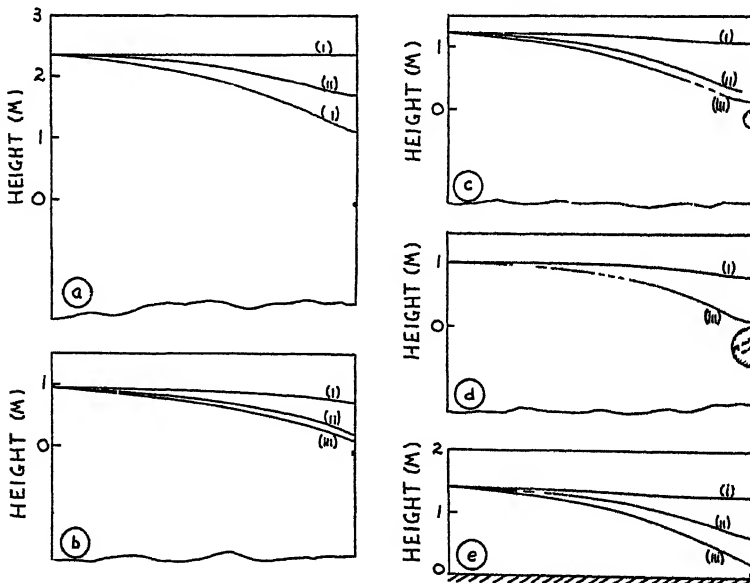 HEIGHT (M)
3
2
1
0
(i)
(ii)
(i)
a
HEIGHT (M)
1
0
(i)
(ii)
(iii)
b
HEIGHT (M)
1
0
(i)
(ii)
(iii)
c
HEIGHT (M)
1
0
(i)
(iii)
d
HEIGHT (M)
2
1
0
(i)
(ii)
(iii)
e